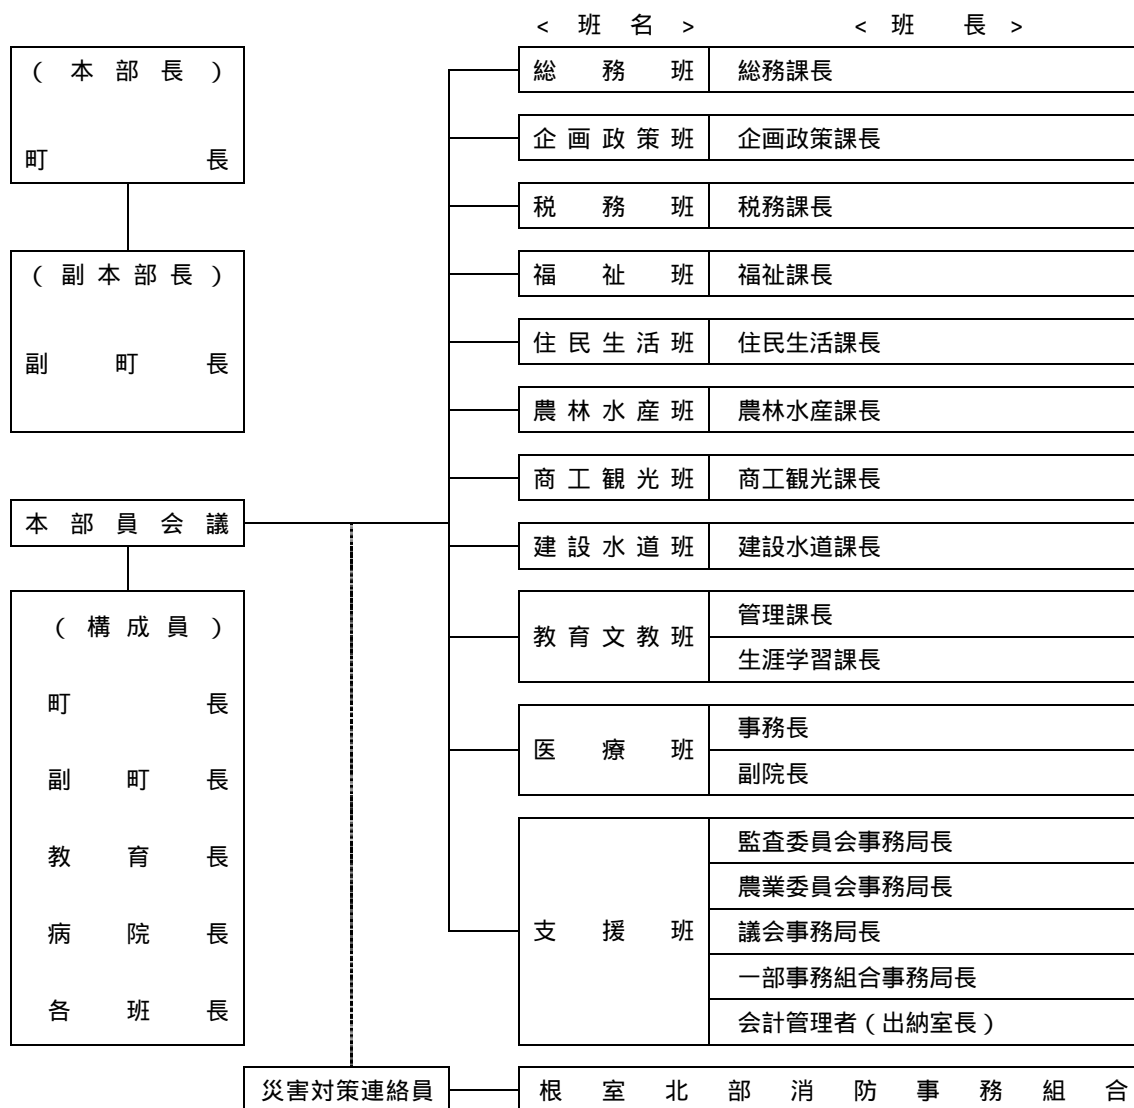 (本部長)
町長
(副本部長)
副町長
本部員会議
(構成員)
町長
副町長
教育長
病院長
各班長
<班名> <班長>
総務班 総務課長
企画政策班 企画政策課長
税務班 税務課長
福祉班 福祉課長
住民生活班 住民生活課長
農林水産班 農林水産課長
商工観光班 商工観光課長
建設水道班 建設水道課長
教育文教班 管理課長
生涯学習課長
医療班 事務長
副院長
支援班 監査委員会事務局長
農業委員会事務局長
議会事務局長
一部事務組合事務局長
会計管理者(出納室長)
災害対策連絡員 根室北部消防事務組合